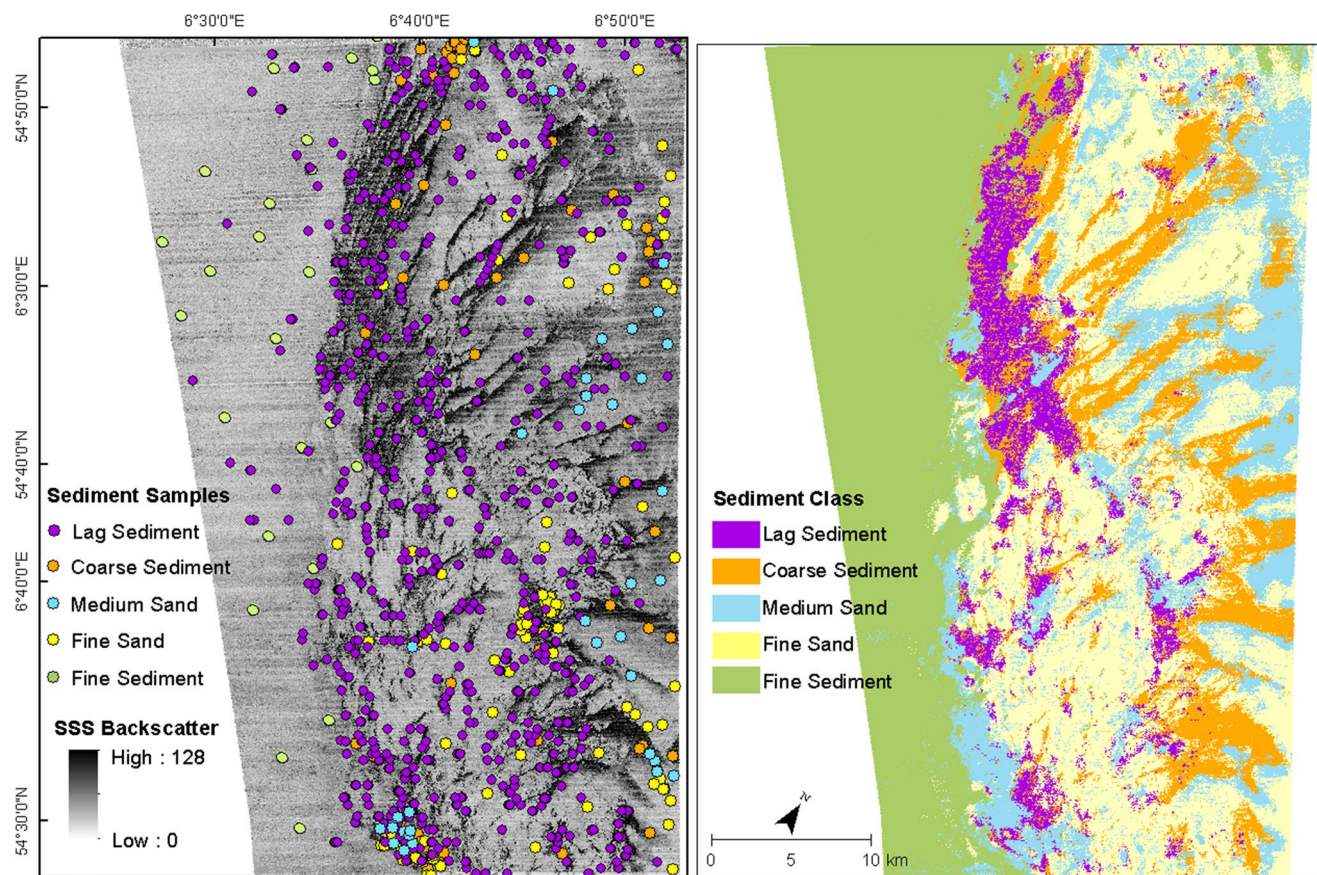 6°30'0"E 6°40'0"E 6°50'0"E
54°50'0"N
6°30'0"E
54°40'0"N
6°40'0"E
54°30'0"N
Sediment Samples
Lag Sediment
Coarse Sediment
Medium Sand
Fine Sand
Fine Sediment
SSS Backscatter
High : 128
Low : 0
Sediment Class
Lag Sediment
Coarse Sediment
Medium Sand
Fine Sand
Fine Sediment
N
0 5 10 km